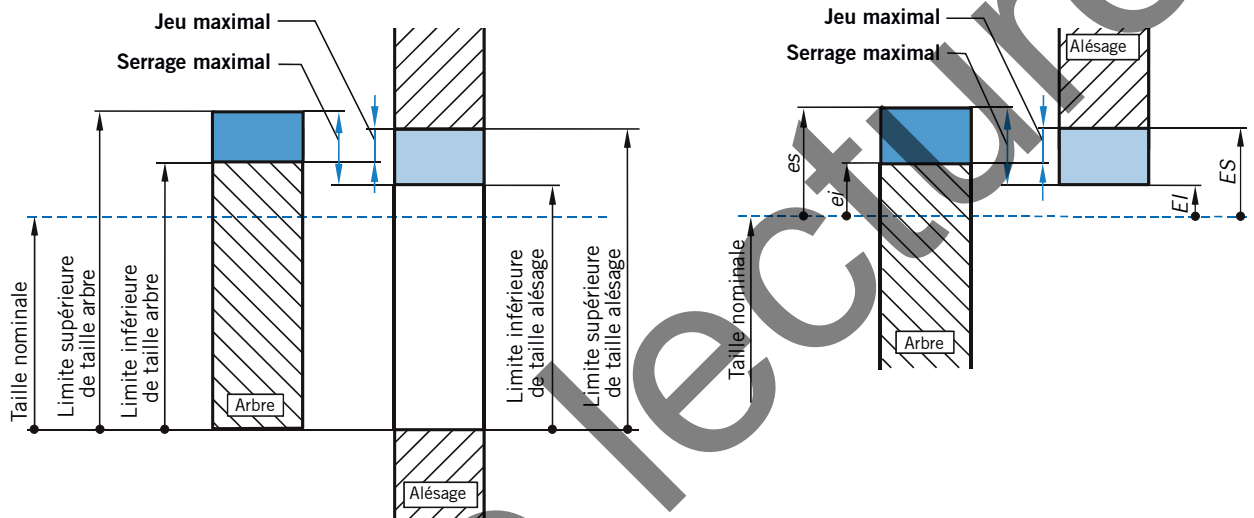 Jeu maximal
Serrage maximal
Taille nominale
Limite supérieure
de taille arbre
Limite inférieure
de taille arbre
Arbre
Limite inférieure
de taille alésage
Limite supérieure
de taille alésage
Alésage
Jeu maximal
Serrage maximal
Alésage
es
ei
EI
ES
Taille nominale
Arbre
lecture